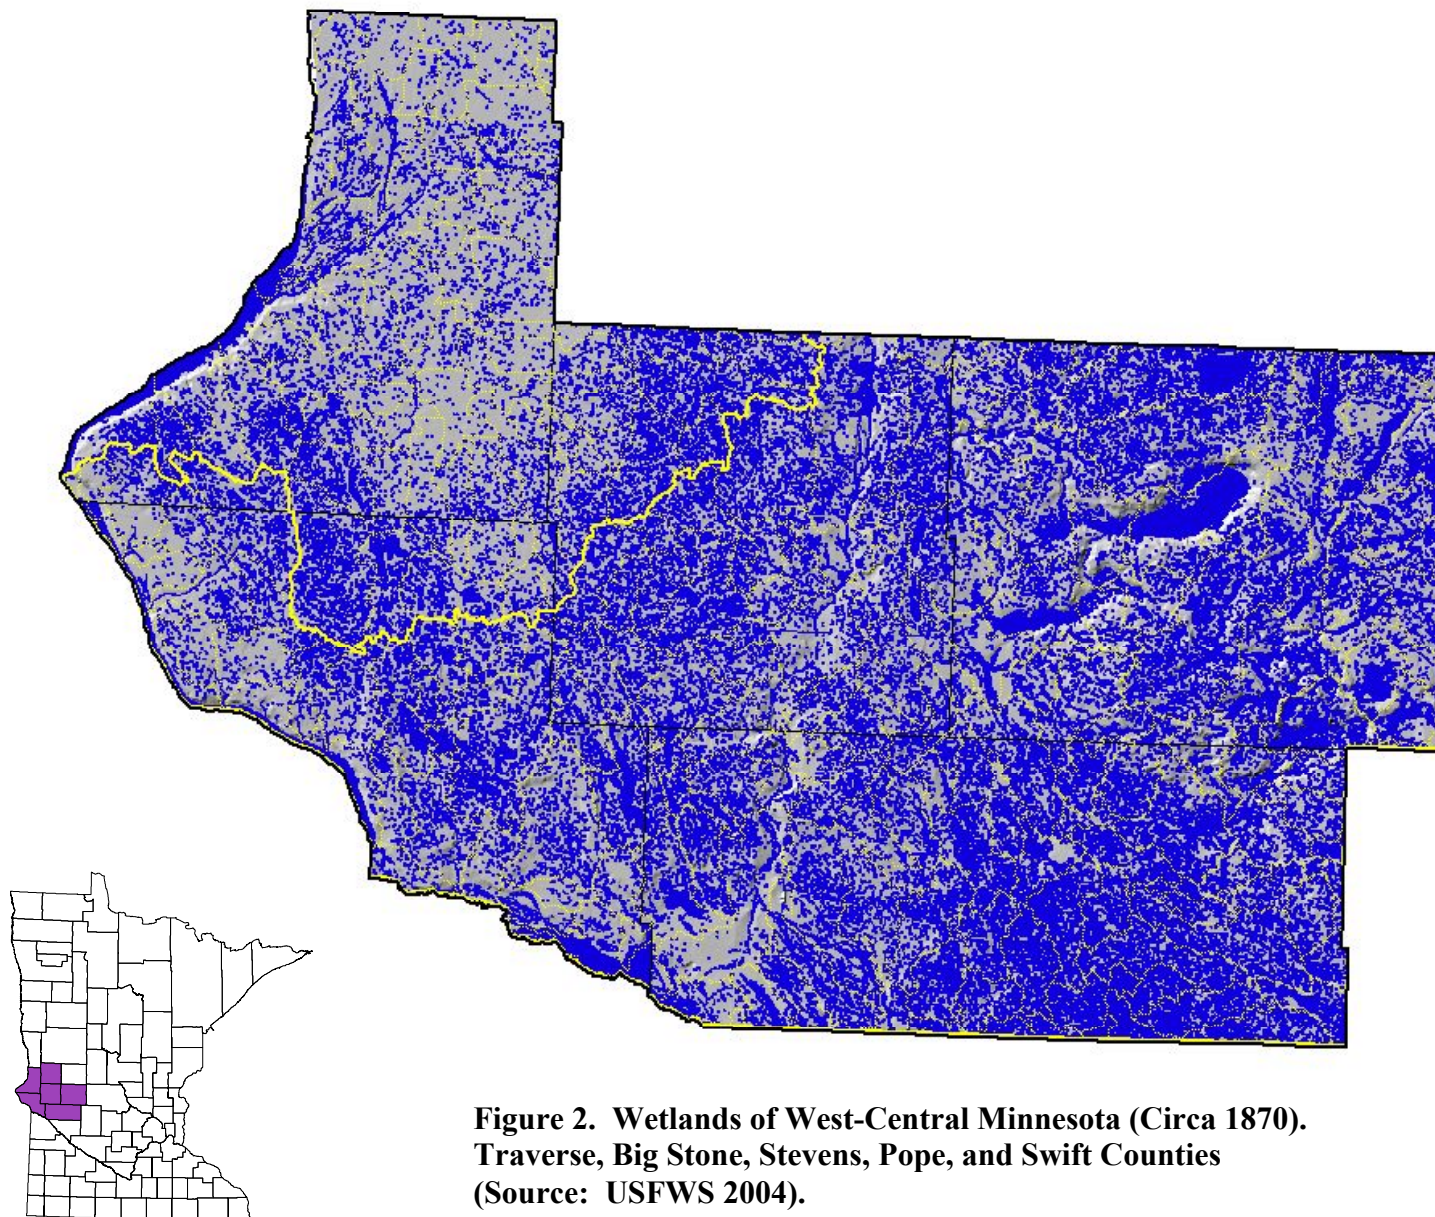 Figure 2.  Wetlands of West-Central Minnesota (Circa 1870).
Traverse, Big Stone, Stevens, Pope, and Swift Counties
(Source:  USFWS 2004).